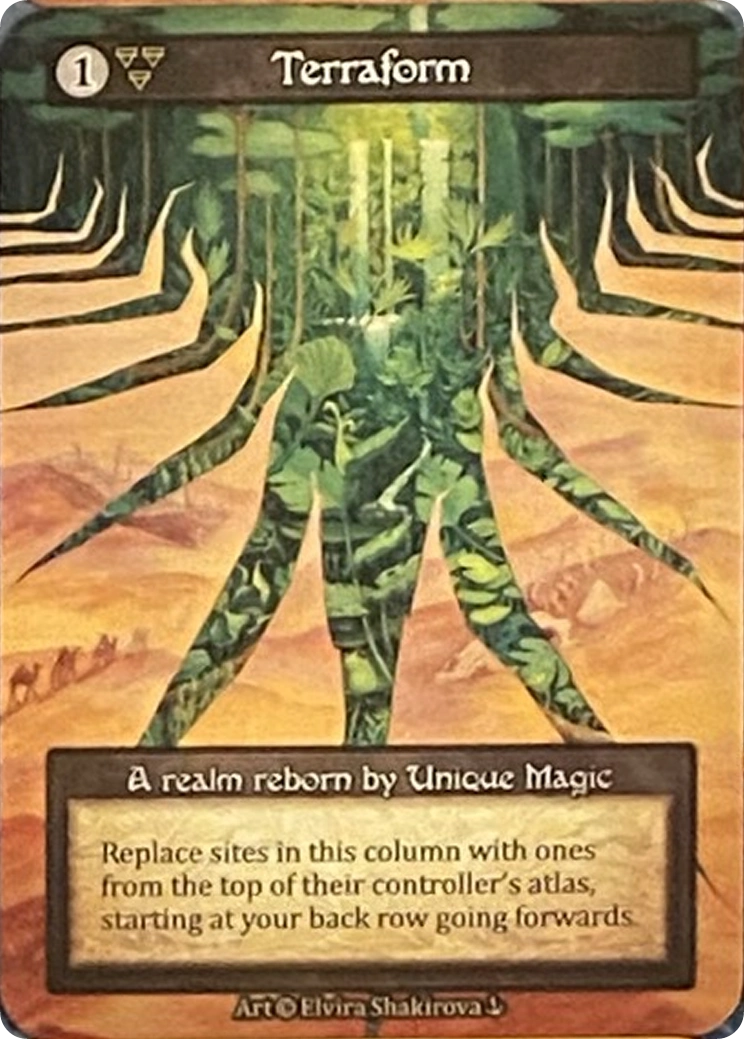 1
Terraform
A realm reborn by Unique Magic
Replace sites in this column with ones
from the top of their controller's atlas,
starting at your back row going forwards.
Art © Elvira Shakirova